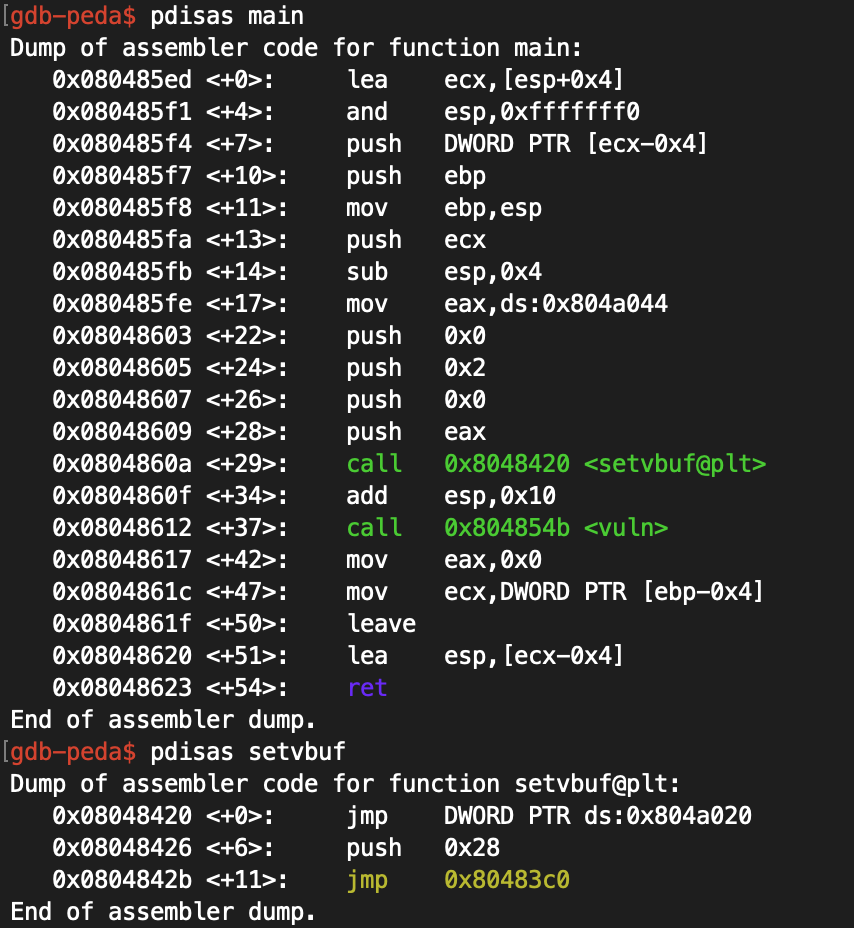 [gdb-peda$ pdisas main
Dump of assembler code for function main:
   0x080485ed <+0>:     lea    ecx,[esp+0x4]
   0x080485f1 <+4>:     and    esp,0xfffffff0
   0x080485f4 <+7>:     push   DWORD PTR [ecx-0x4]
   0x080485f7 <+10>:    push   ebp
   0x080485f8 <+11>:    mov    ebp,esp
   0x080485fa <+13>:    push   ecx
   0x080485fb <+14>:    sub    esp,0x4
   0x080485fe <+17>:    mov    eax,ds:0x804a044
   0x08048603 <+22>:    push   0x0
   0x08048605 <+24>:    push   0x2
   0x08048607 <+26>:    push   0x0
   0x08048609 <+28>:    push   eax
   0x0804860a <+29>:    call   0x8048420 <setvbuf@plt>
   0x0804860f <+34>:    add    esp,0x10
   0x08048612 <+37>:    call   0x804854b <vuln>
   0x08048617 <+42>:    mov    eax,0x0
   0x0804861c <+47>:    mov    ecx,DWORD PTR [ebp-0x4]
   0x0804861f <+50>:    leave
   0x08048620 <+51>:    lea    esp,[ecx-0x4]
   0x08048623 <+54>:    ret
End of assembler dump.
[gdb-peda$ pdisas setvbuf
Dump of assembler code for function setvbuf@plt:
   0x08048420 <+0>:     jmp    DWORD PTR ds:0x804a020
   0x08048426 <+6>:     push   0x28
   0x0804842b <+11>:    jmp    0x80483c0
End of assembler dump.